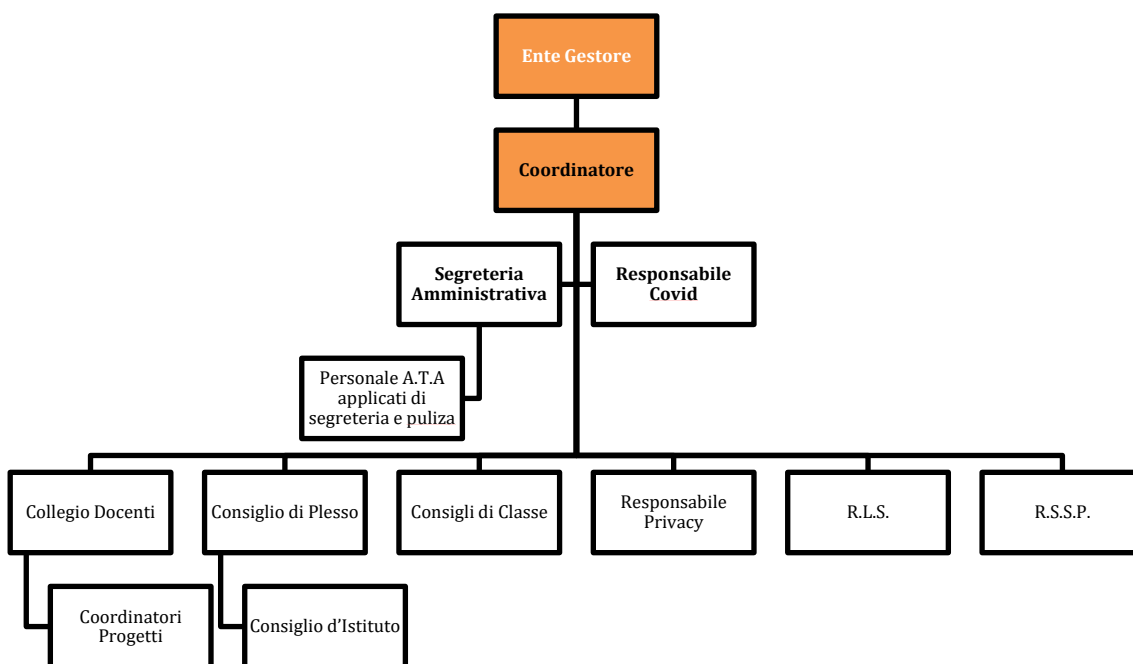 Ente Gestore
Coordinatore
Segreteria
Amministrativa
Responsabile
Covid
Personale A.T.A
applicati di
segreteria e puliza
Collegio Docenti
Consiglio di Plesso
Consigli di Classe
Responsabile
Privacy
R.L.S.
R.S.S.P.
Coordinatori
Progetti
Consiglio d’Istituto